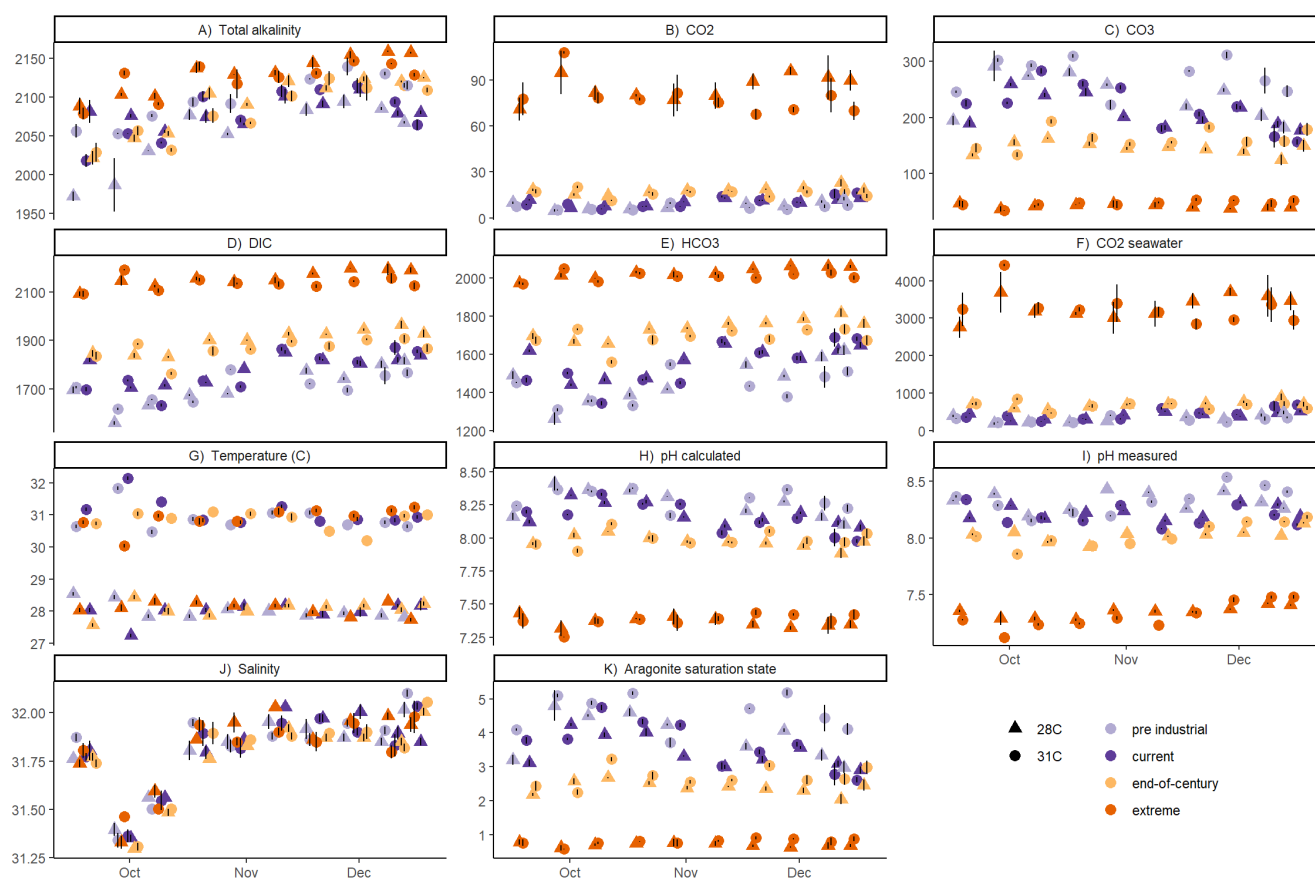 A) Total alkalinity
B) CO2
C) CO3
2150
2100
2050
2000
1950
90
60
30
0
300
200
100
D) DIC
E) HCO3
F) CO2 seawater
2100
1900
1700
2000
1800
1600
1400
1200
4000
3000
2000
1000
0
G) Temperature (C)
H) pH calculated
I) pH measured
32
31
30
29
28
27
8.50
8.25
8.00
7.75
7.50
7.25
8.5
8.0
7.5
Oct Nov Dec
J) Salinity
K) Aragonite saturation state
32.00
31.75
31.50
31.25
5
4
3
2
1
Oct Nov Dec
Oct Nov Dec
28C
31C
pre industrial
current
end-of-century
extreme